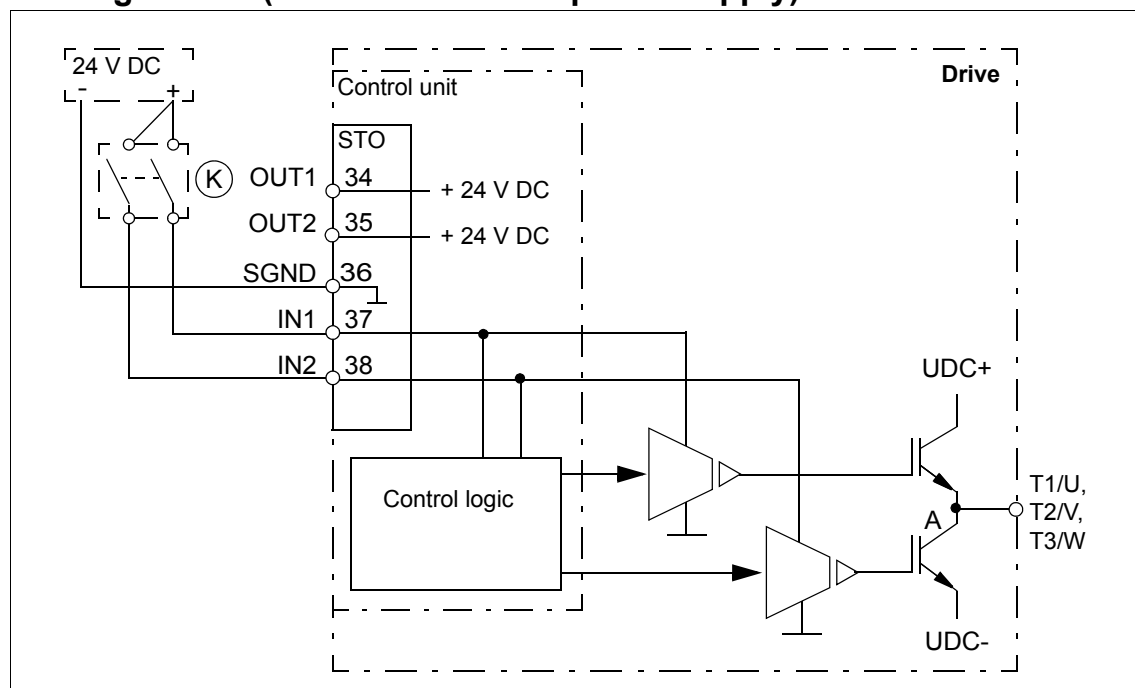 24 V DC
Drive
- +
Control unit
STO
K
OUT1 34 + 24 V DC
OUT2 35 + 24 V DC
SGND 36
IN1 37
IN2 38
UDC+
Control logic
T1/U,
A T2/V,
T3/W
UDC-